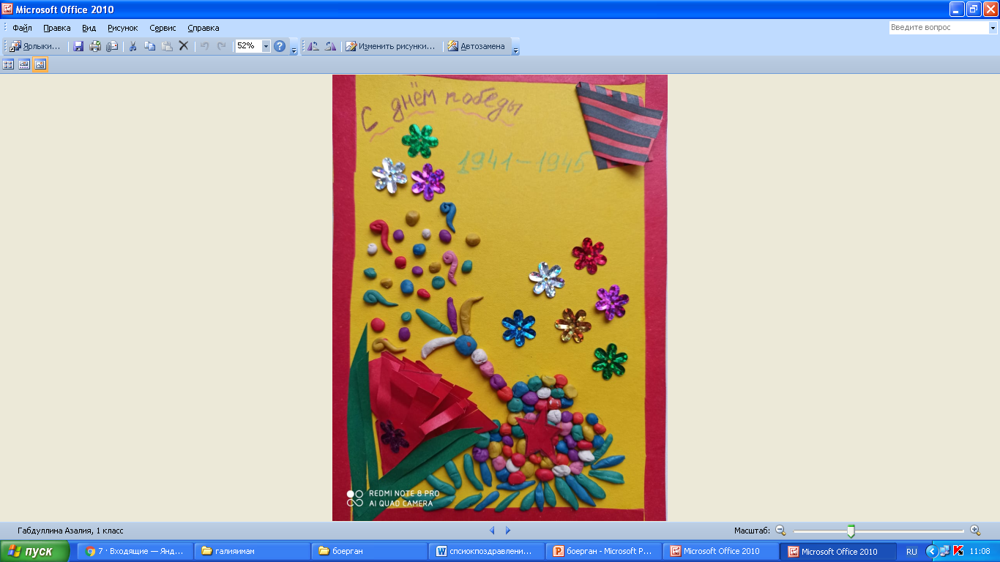 Microsoft Office 2010
Файл Правка Вид Рисунок Сервис Справка
Введите вопрос
Ярлыки... 52% Изменить рисунки... Автозамена
С днём победы
1941-1945
REDMI NOTE 8 PRO
AI QUAD CAMERA
Габдуллина Азалия, 1 класс
Масштаб:
пуск
7 · Входящие — Янд...
галияимам
боерган
спсиокпоздравлени...
боерган - Microsoft P...
Microsoft Office 2010
Microsoft Office 2010
RU
11:08